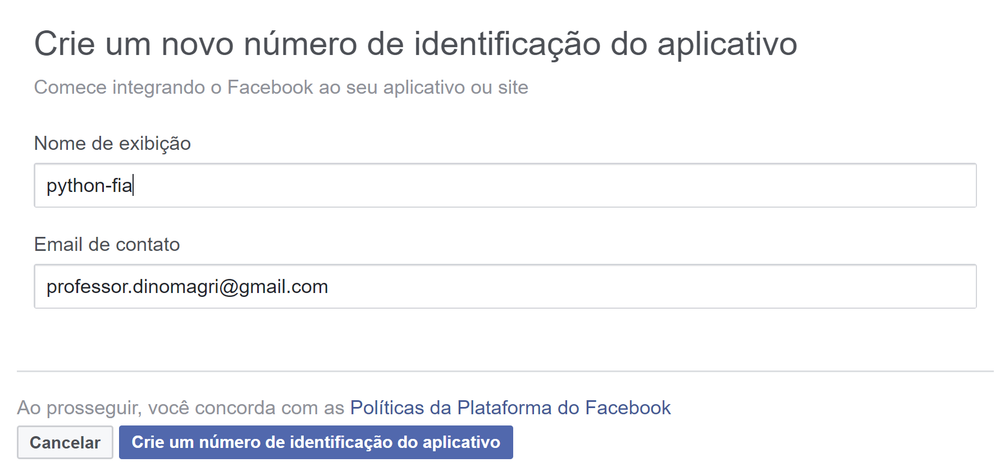 Crie um novo número de identificação do aplicativo
Comece integrando o Facebook ao seu aplicativo ou site
Nome de exibição
python-fia
Email de contato
professor.dinomagri@gmail.com
Ao prosseguir, você concorda com as Políticas da Plataforma do Facebook
Cancelar Crie um número de identificação do aplicativo